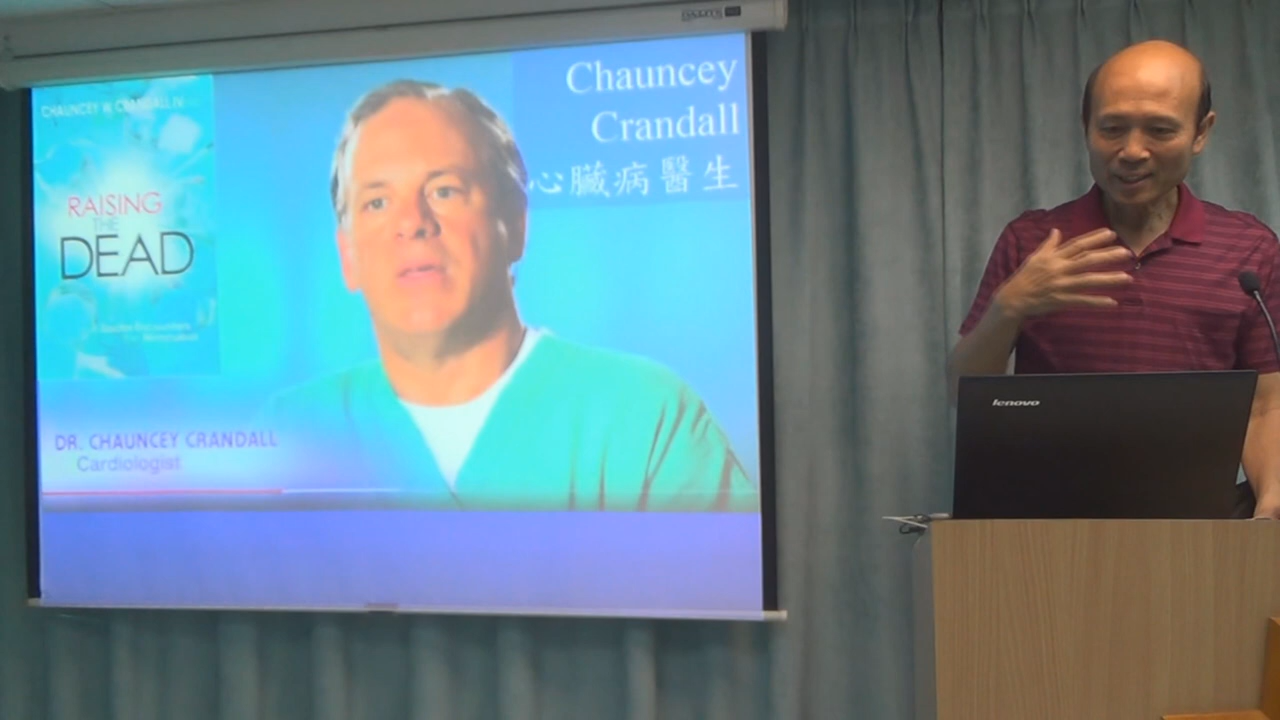 CHAUNCEY W. CRANDALL IV
RAISING
THE
DEAD
Chauncey
Crandall
心臟病醫生
DR. CHAUNCEY CRANDALL
Cardiologist
lenovo